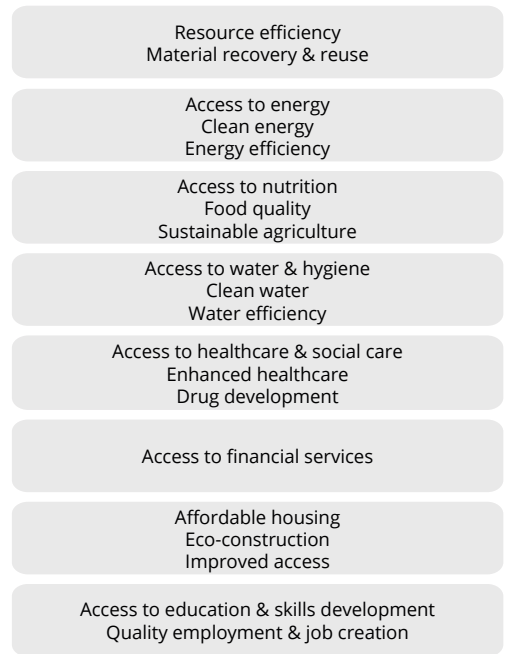 Resource efficiency
Material recovery & reuse
Access to energy
Clean energy
Energy efficiency
Access to nutrition
Food quality
Sustainable agriculture
Access to water & hygiene
Clean water
Water efficiency
Access to healthcare & social care
Enhanced healthcare
Drug development
Access to financial services
Affordable housing
Eco-construction
Improved access
Access to education & skills development
Quality employment & job creation